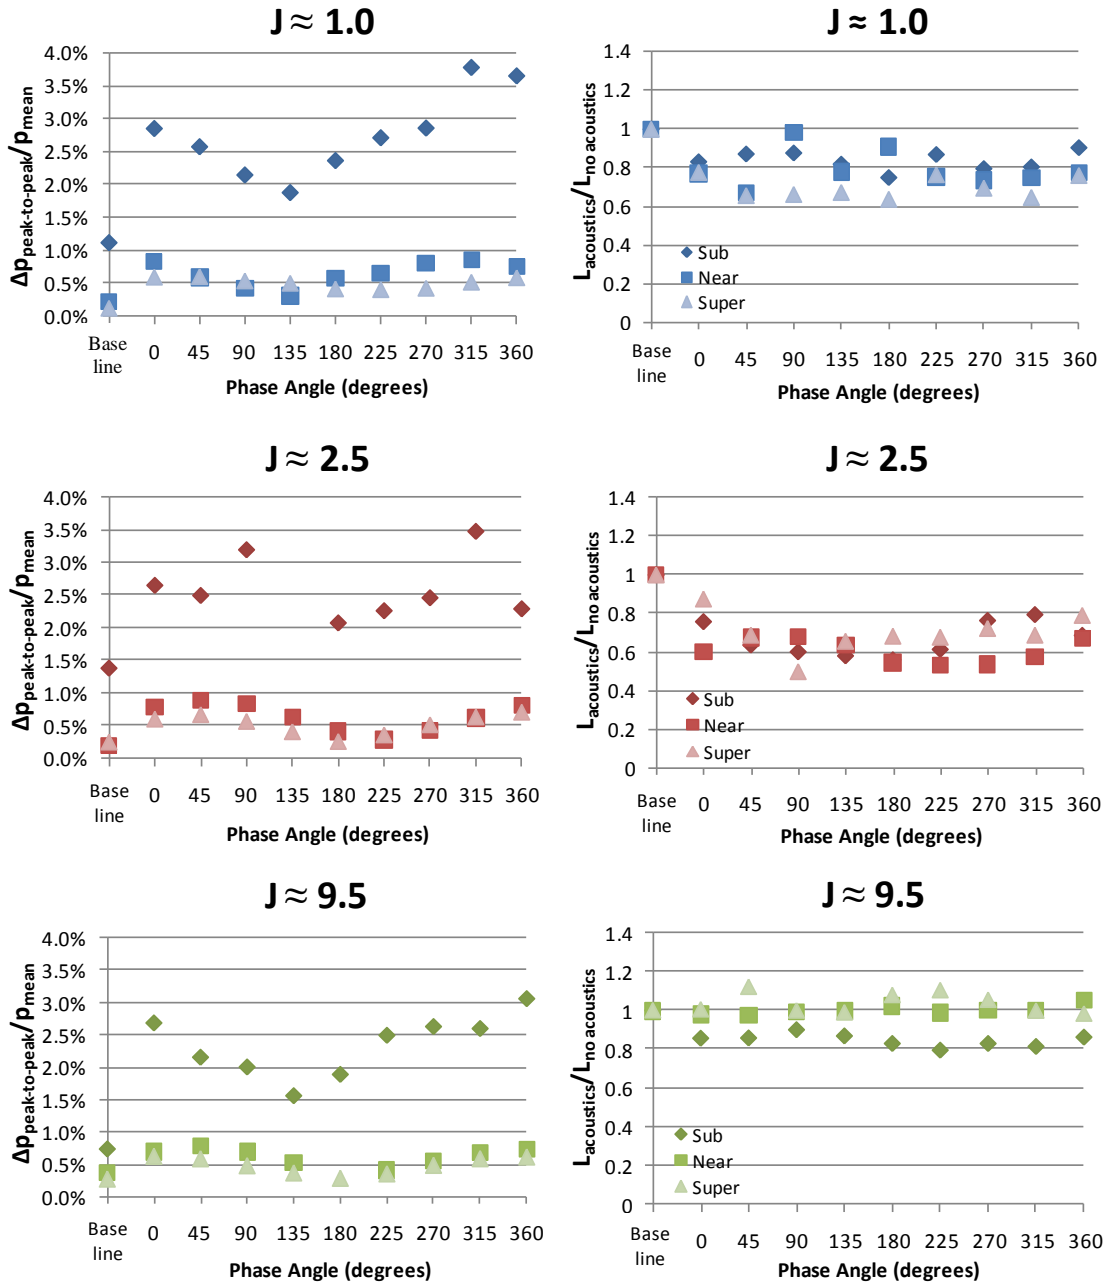 J ≈ 1.0
4.0%
3.5%
3.0%
2.5%
2.0%
1.5%
1.0%
0.5%
0.0%
Δp peak-to-peak/p mean
Base line 0 45 90 135 180 225 270 315 360
Phase Angle (degrees)
J ≈ 1.0
1.4
1.2
1
0.8
0.6
0.4
0.2
0
L acoustics/L no acoustics
Sub
Near
Super
Base line 0 45 90 135 180 225 270 315 360
Phase Angle (degrees)
J ≈ 2.5
4.0%
3.5%
3.0%
2.5%
2.0%
1.5%
1.0%
0.5%
0.0%
Δp peak-to-peak/p mean
Base line 0 45 90 135 180 225 270 315 360
Phase Angle (degrees)
J ≈ 2.5
1.4
1.2
1
0.8
0.6
0.4
0.2
0
L acoustics/L no acoustics
Sub
Near
Super
Base line 0 45 90 135 180 225 270 315 360
Phase Angle (degrees)
J ≈ 9.5
4.0%
3.5%
3.0%
2.5%
2.0%
1.5%
1.0%
0.5%
0.0%
Δp peak-to-peak/p mean
Base line 0 45 90 135 180 225 270 315 360
Phase Angle (degrees)
J ≈ 9.5
1.4
1.2
1
0.8
0.6
0.4
0.2
0
L acoustics/L no acoustics
Sub
Near
Super
Base line 0 45 90 135 180 225 270 315 360
Phase Angle (degrees)